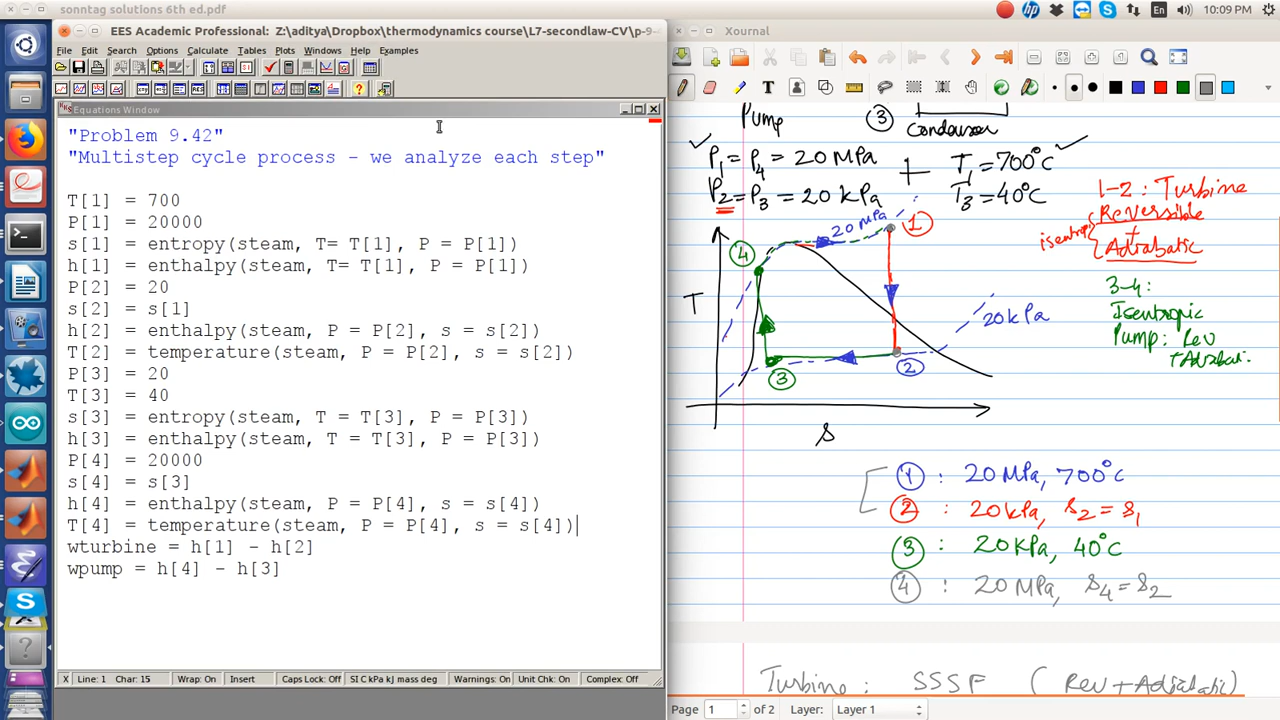 sonntag solutions 6th ed.pdf
En
10:09 PM
EES Academic Professional: Z:\aditya\Dropbox\thermodynamics course\L7-secondlaw-CV\p-9-
File Edit Search Options Calculate Tables Plots Windows Help Examples
Equations Window
"Problem 9.42"
"Multistep cycle process - we analyze each step"
T[1] = 700
P[1] = 20000
s[1] = entropy(steam, T= T[1], P = P[1])
h[1] = enthalpy(steam, T= T[1], P = P[1])
P[2] = 20
s[2] = s[1]
h[2] = enthalpy(steam, P = P[2], s = s[2])
T[2] = temperature(steam, P = P[2], s = s[2])
P[3] = 20
T[3] = 40
s[3] = entropy(steam, T = T[3], P = P[3])
h[3] = enthalpy(steam, T = T[3], P = P[3])
P[4] = 20000
s[4] = s[3]
h[4] = enthalpy(steam, P = P[4], s = s[4])
T[4] = temperature(steam, P = P[4], s = s[4])
wturbine = h[1] - h[2]
wpump = h[4] - h[3]
X Line: 1 Char: 15 Wrap: On Insert Caps Lock: Off SI C kPa kJ mass deg Warnings: On Unit Chk: On Complex: Off
Xournal
Pump
3
Condensor
P1 = P4 = 20 MPa + T1 = 700°C
P2 = P3 = 20 kPa T3 = 40°C
1-2: Turbine
Reversible
+
Adiabatic
isentropic
20 MPa
1
4
T
20 kPa
2
3
s
3-4:
Isentropic
Pump: Rev
+ Adiabati.
1 : 20 MPa, 700°C
2 : 20 kPa, s2 = s1
3 : 20 kPa, 40°C
4 : 20 MPa, s4 = s2
Turbine: SSSF (Rev + Adiabatic)
Page 1 of 2 Layer: Layer 1